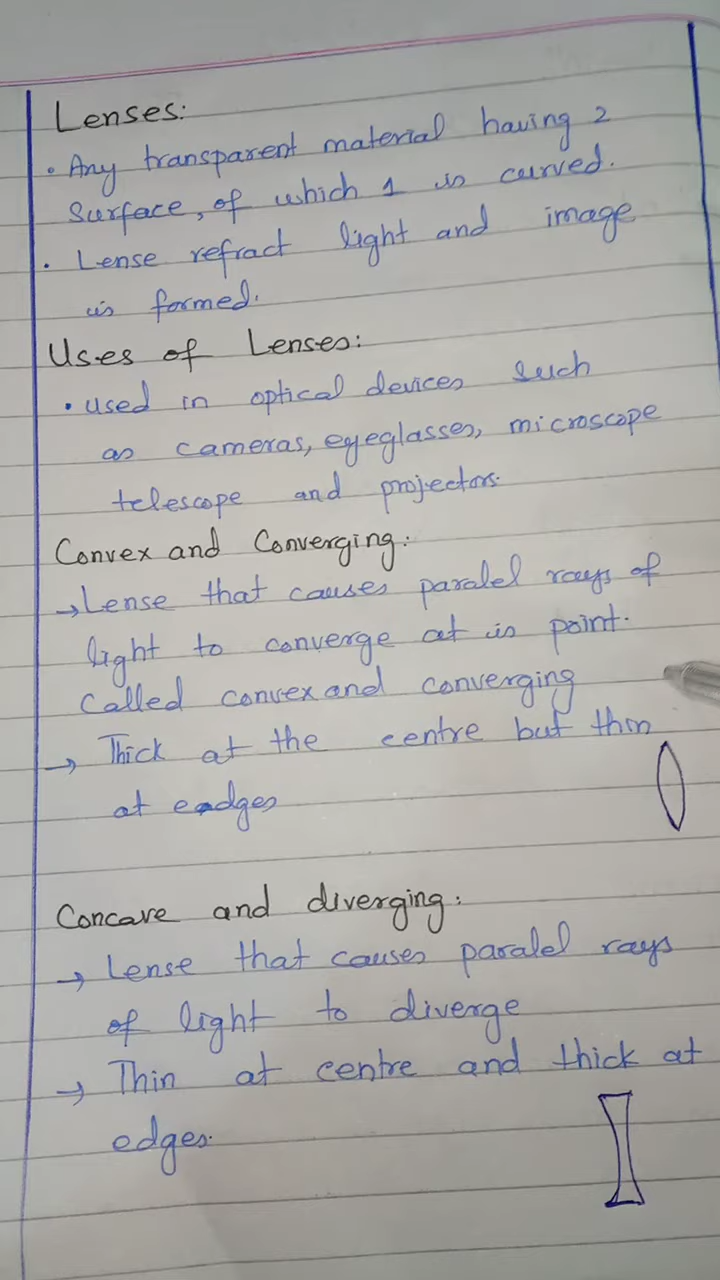 Lenses:
• Any transparent material having 2
Surface, of which 1 is curved.
• Lense refract light and image
is formed.
Uses of Lenses:
• used in optical devices such
as cameras, eyeglasses, microscope
telescope and projectors.
Convex and Converging:
→ Lense that causes paralel rays of
light to converge at is point.
Called convex and converging
→ Thick at the centre but thin
at edges
Concave and diverging:
→ Lense that causes paralel rays
of light to diverge
→ Thin at centre and thick at
edges.